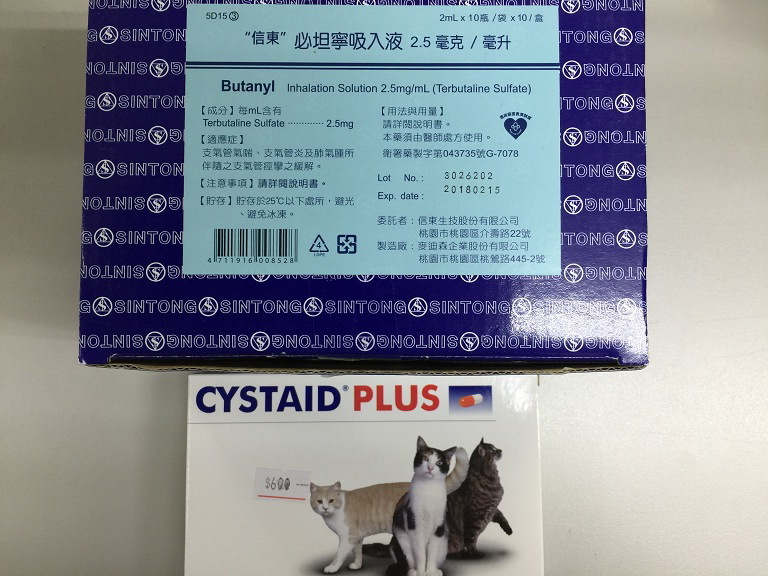 5D15③
2mL x 10瓶/袋 x 10/盒
“信東” 必坦寧吸入液 2.5 毫克 / 毫升
Butanyl Inhalation Solution 2.5mg/mL (Terbutaline Sulfate)
【成分】每mL含有
Terbutaline Sulfate ············· 2.5mg
【適應症】
支氣管氣喘、支氣管炎及肺氣腫所
伴隨之支氣管痙攣之緩解。
【注意事項】請詳閱說明書。
【貯存】貯存於25℃以下處所，避光
、避免冰凍。
4 711916 008528
4
LDPE
【用法與用量】
請詳閱說明書。
本藥須由醫師處方使用。
衛署藥製字第043735號G-7078
Lot No. : 3026202
Exp. date : 20180215
委託者：信東生技股份有限公司
桃園市桃園區介壽路22號
製造廠：麥迪森企業股份有限公司
桃園市桃園區桃鶯路445-2號
SINTONG SINTONG SINTONG SINTONG
CYSTAID® PLUS
$600